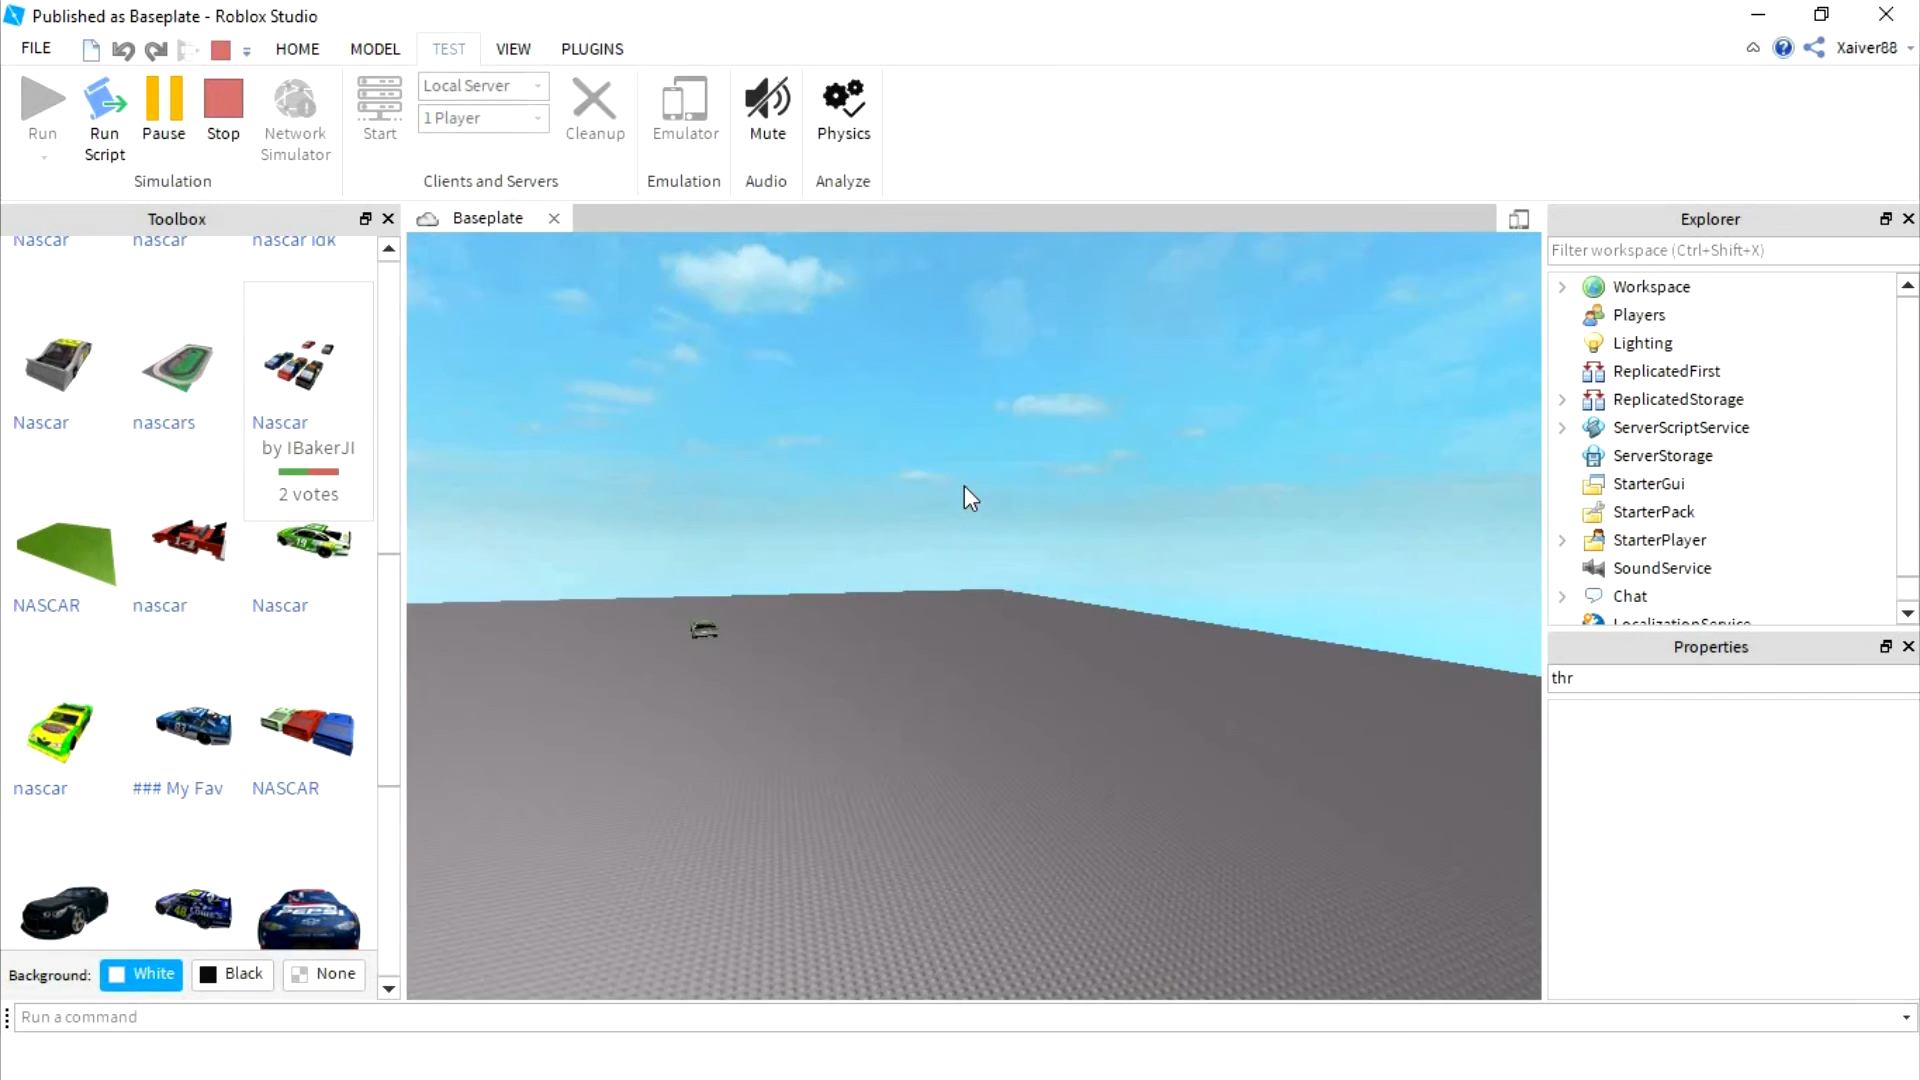 Published as Baseplate - Roblox Studio
FILE HOME MODEL TEST VIEW PLUGINS Xaiver88
Run
Run Script
Pause
Stop
Network Simulator
Simulation
Start
Local Server
1 Player
Cleanup
Clients and Servers
Emulator
Emulation
Mute
Audio
Physics
Analyze
Toolbox
Nascar nascar nascar idk
Nascar nascars Nascar
by IBakerJI
2 votes
NASCAR nascar Nascar
nascar ### My Fav NASCAR
Background: White Black None
Baseplate
Explorer
Filter workspace (Ctrl+Shift+X)
Workspace
Players
Lighting
ReplicatedFirst
ReplicatedStorage
ServerScriptService
ServerStorage
StarterGui
StarterPack
StarterPlayer
SoundService
Chat
LocalizationService
Properties
thr
Run a command